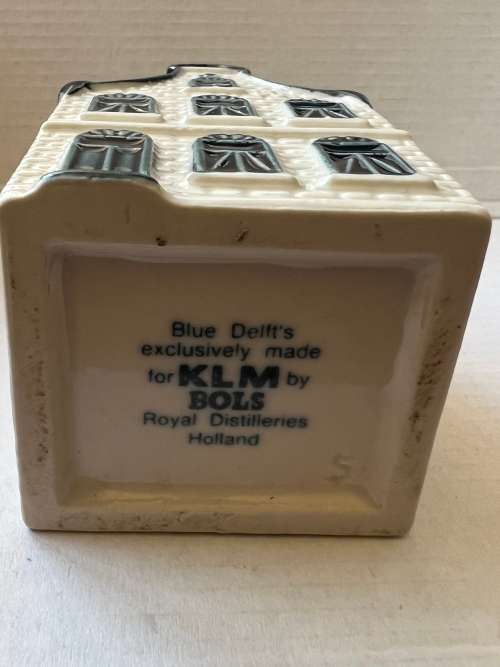 Blue Delft's
exclusively made
for KLM by
BOLS
Royal Distilleries
Holland